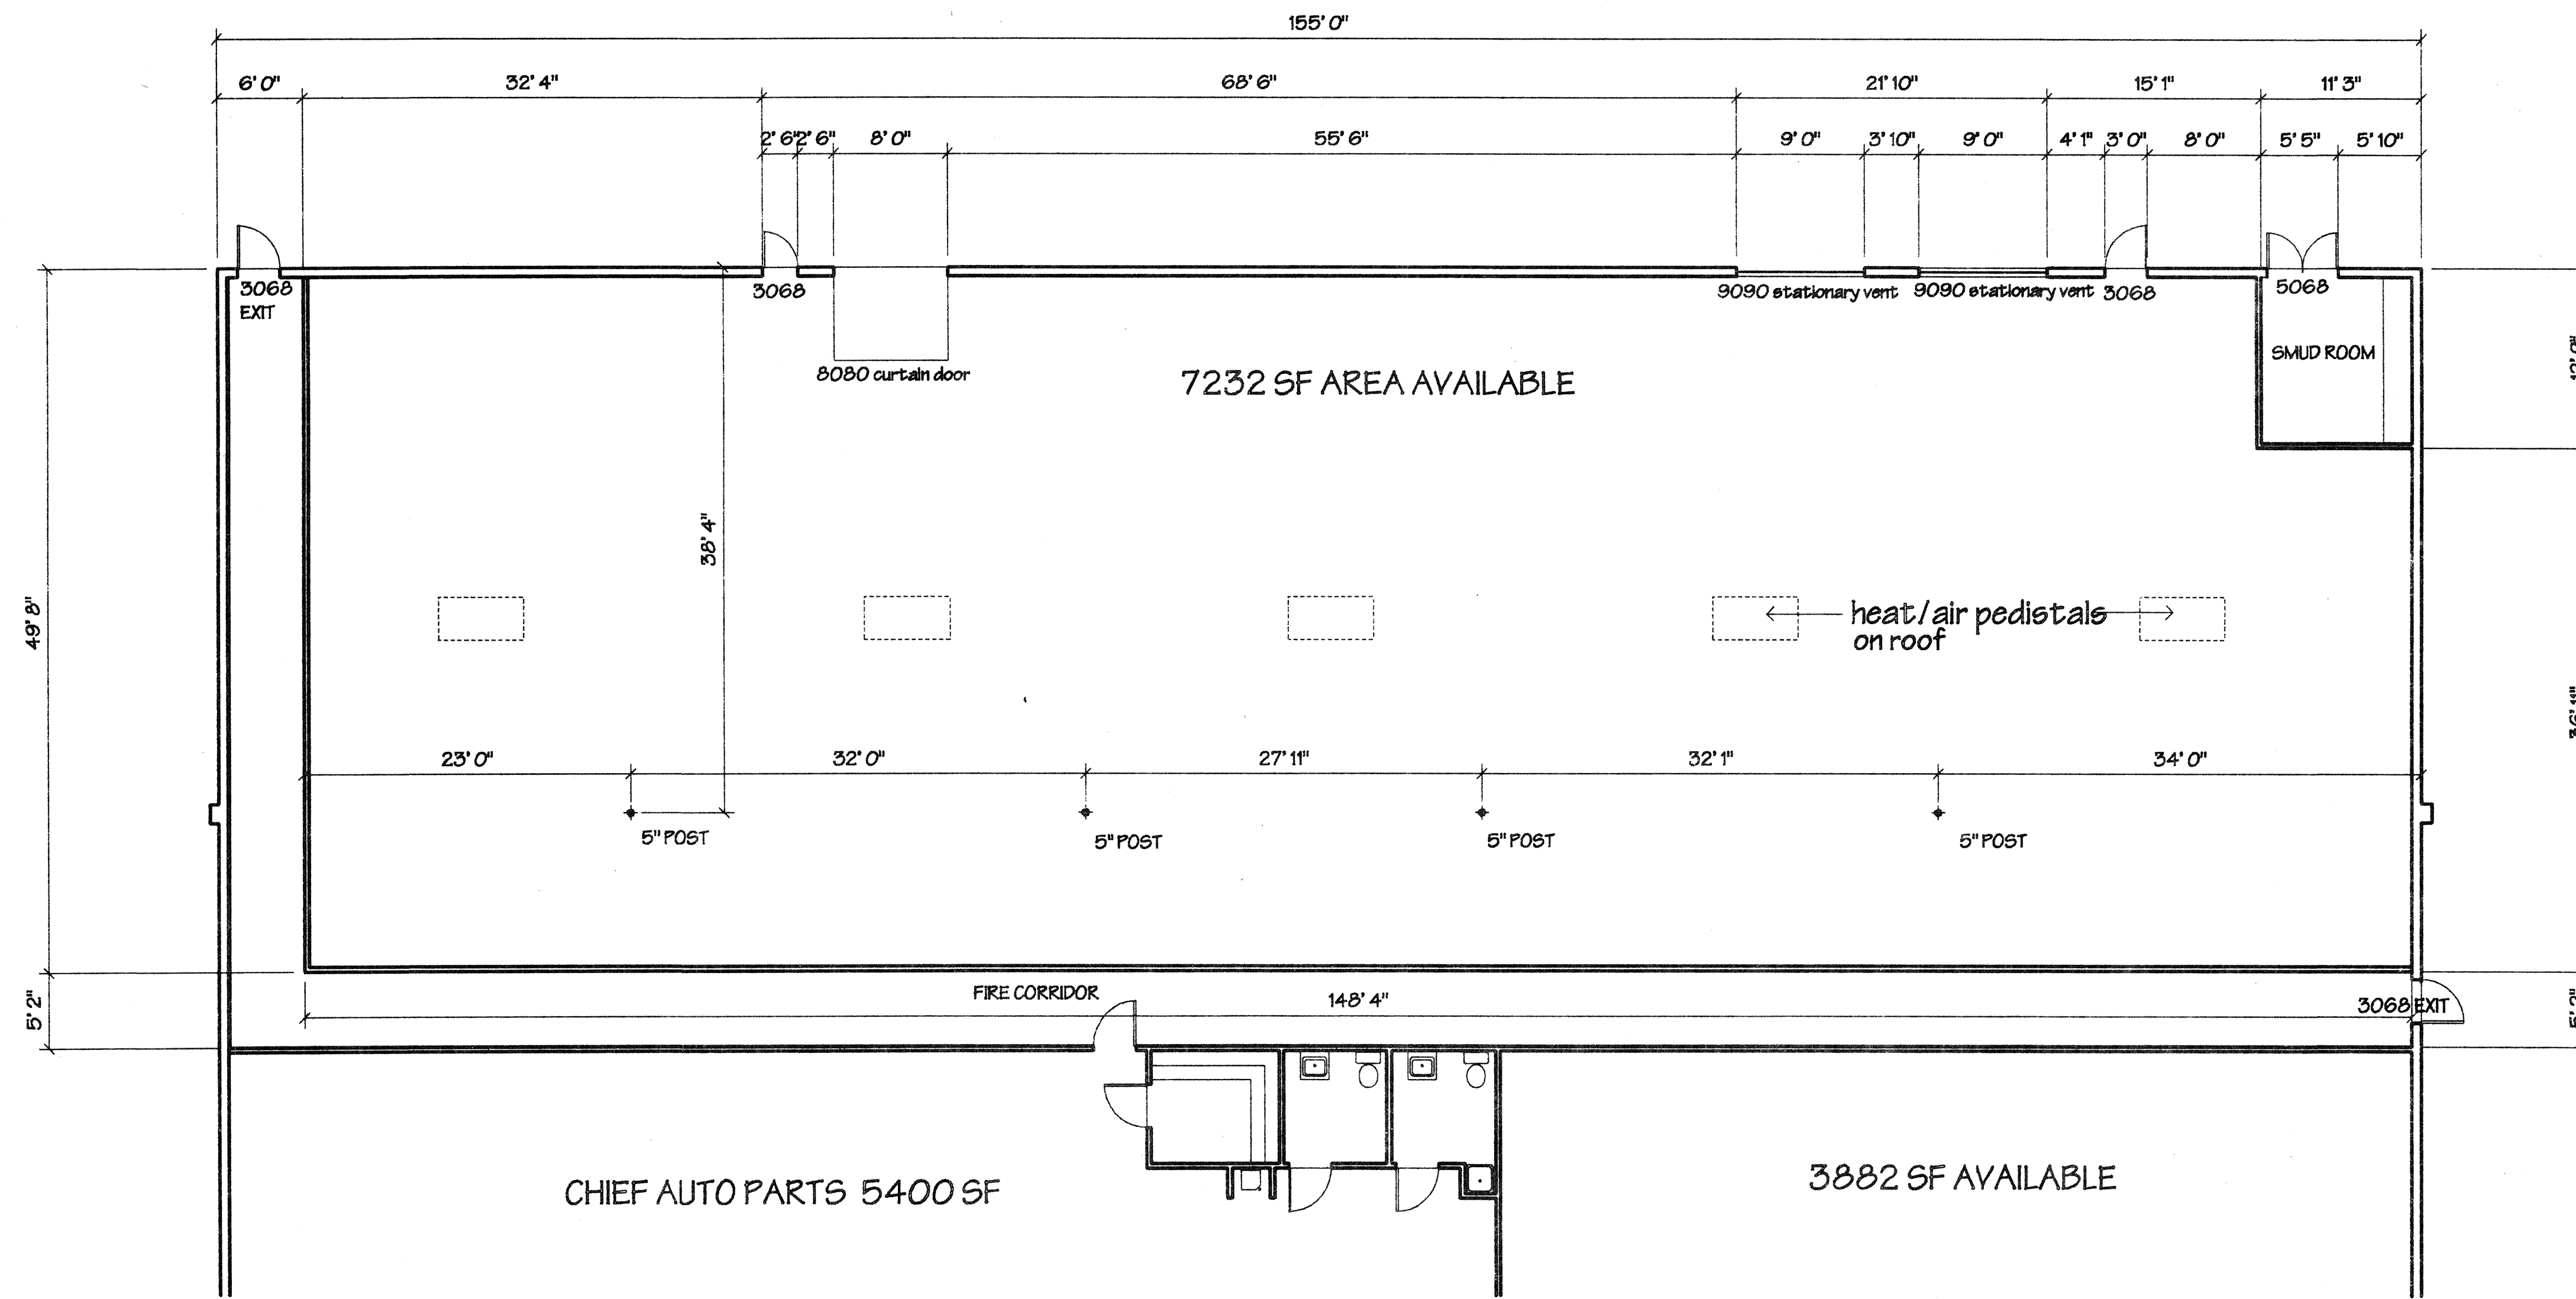 155' 0"
6' 0" 32' 4" 68' 6" 21' 10" 15' 1" 11' 3"
2' 6" 2' 6" 8' 0" 55' 6" 9' 0" 3' 10" 9' 0" 4' 1" 3' 0" 8' 0" 5' 5" 5' 10"
3068
EXIT
3068
9090 stationary vent
9090 stationary vent
3068
5068
SMUD ROOM
8080 curtain door
7232 SF AREA AVAILABLE
38' 4"
49' 8"
heat/air pedistals
on roof
23' 0" 32' 0" 27' 11" 32' 1" 34' 0"
5" POST
5" POST
5" POST
5" POST
5' 2"
FIRE CORRIDOR
148' 4"
3068 EXIT
CHIEF AUTO PARTS 5400 SF
3882 SF AVAILABLE